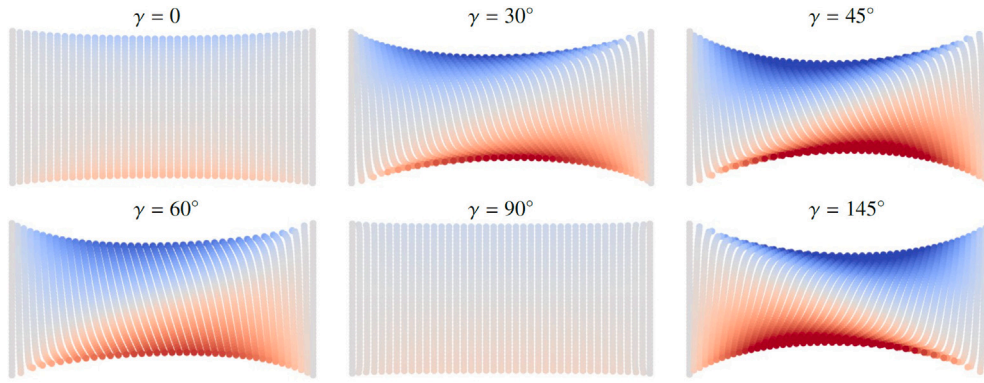 γ = 0
γ = 30°
γ = 45°
γ = 60°
γ = 90°
γ = 145°